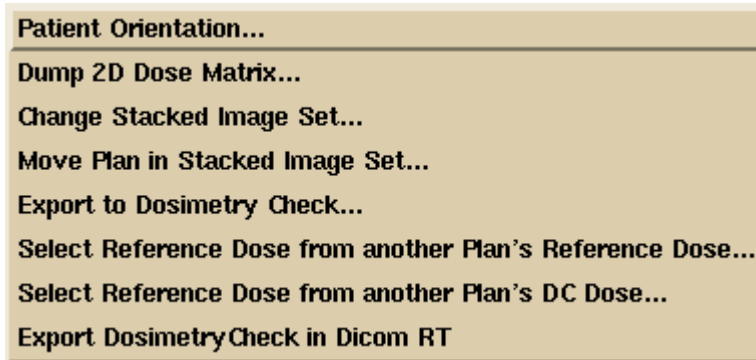 Patient Orientation...
Dump 2D Dose Matrix...
Change Stacked Image Set...
Move Plan in Stacked Image Set...
Export to Dosimetry Check...
Select Reference Dose from another Plan's Reference Dose...
Select Reference Dose from another Plan's DC Dose...
Export DosimetryCheck in Dicom RT